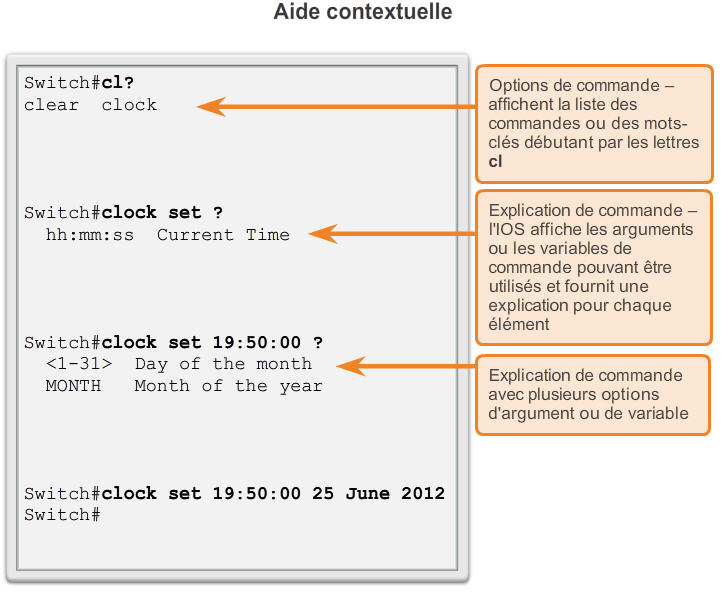 Aide contextuelle
Switch#cl?
clear  clock
Options de commande –
affichent la liste des
commandes ou des mots-
clés débutant par les lettres
cl
Switch#clock set ?
  hh:mm:ss  Current Time
Explication de commande –
l'IOS affiche les arguments
ou les variables de
commande pouvant être
utilisés et fournit une
explication pour chaque
élément
Switch#clock set 19:50:00 ?
  <1-31>  Day of the month
  MONTH   Month of the year
Explication de commande
avec plusieurs options
d'argument ou de variable
Switch#clock set 19:50:00 25 June 2012
Switch#